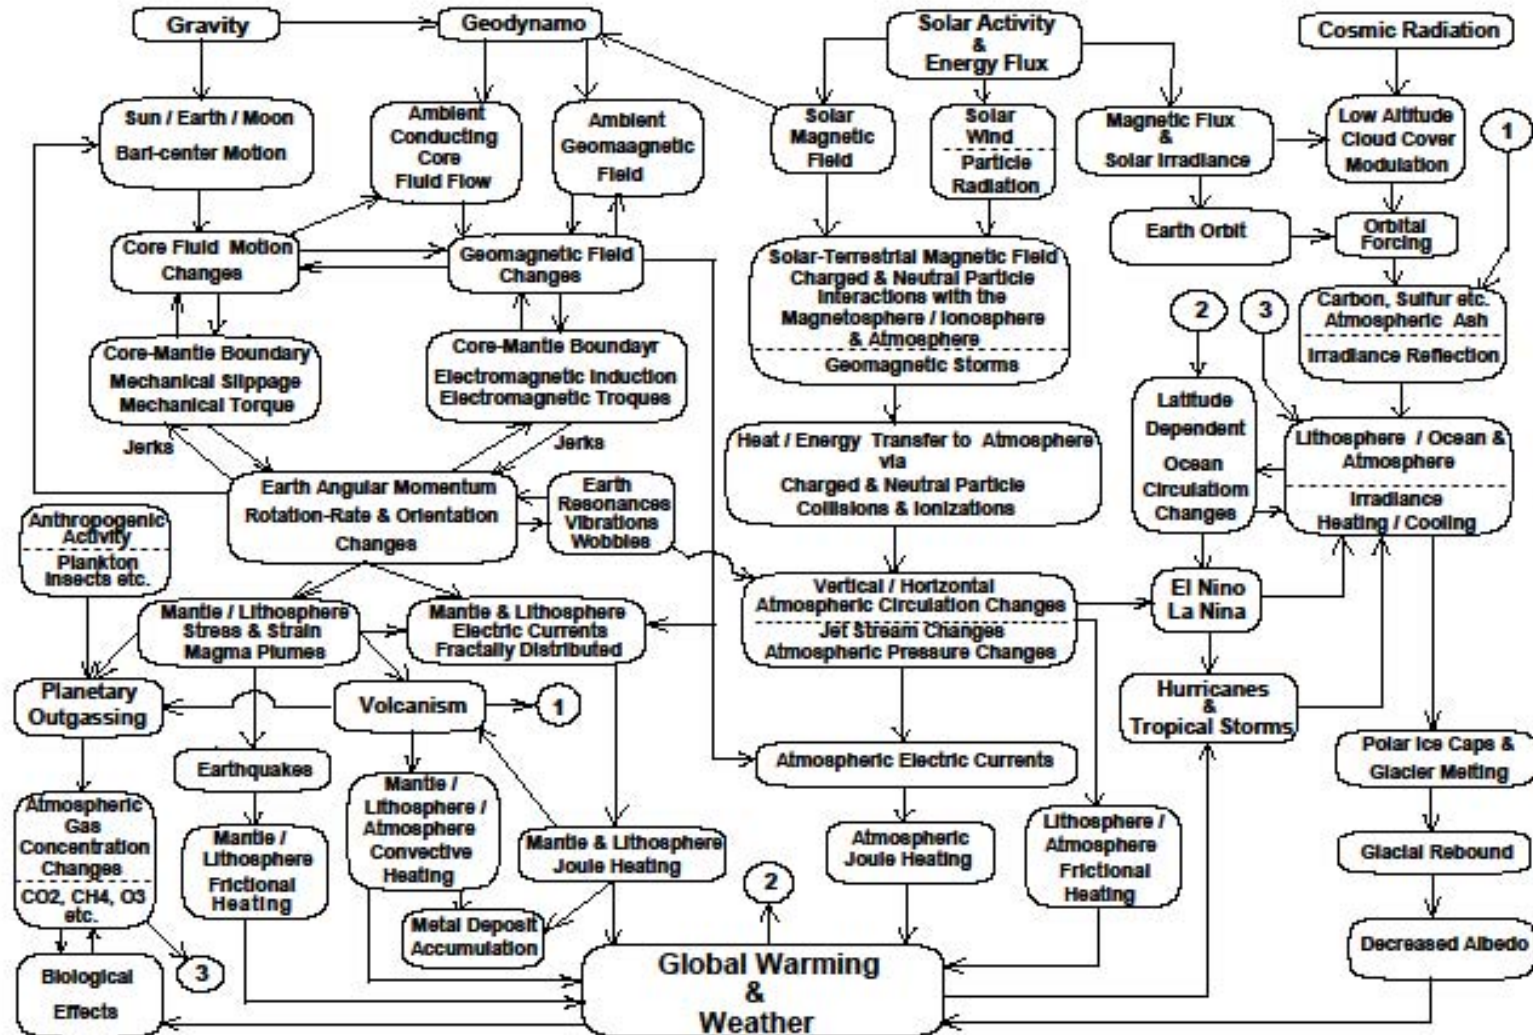 Gravity
Geodynamo
Solar Activity
&
Energy Flux
Cosmic Radiation
Sun / Earth / Moon
Bari-center Motion
Ambient
Conducting
Core
Fluid Flow
Ambient
Geomaagnetic
Field
Solar
Magnetic
Field
Solar
Wind
Particle
Radiation
Magnetic Flux
&
Solar Irradiance
Low Altitude
Cloud Cover
Modulation
1
Core Fluid Motion
Changes
Geomagnetic Field
Changes
Solar-Terrestrial Magnetic Field
Charged & Neutral Particle
Interactions with the
Magnetosphere / Ionosphere
& Atmosphere
Geomagnetic Storms
Earth Orbit
Orbital
Forcing
2
3
Carbon, Sulfur etc.
Atmospheric Ash
Irradiance Reflection
Core-Mantle Boundary
Mechanical Slippage
Mechanical Torque
Core-Mantle Boundayr
Electromagnetic Induction
Electromagnetic Troques
Jerks
Jerks
Heat / Energy Transfer to Atmosphere
via
Charged & Neutral Particle
Collisions & Ionizations
Latitude
Dependent
Ocean
Circulatiom
Changes
Lithosphere / Ocean &
Atmosphere
Irradiance
Heating / Cooling
Earth Angular Momentum
Rotation-Rate & Orientation
Changes
Earth
Resonances
Vibrations
Wobbles
Anthropogenic
Activity
Plankton
Insects etc.
Mantle / Lithosphere
Stress & Strain
Magma Plumes
Mantle & Lithosphere
Electric Currents
Fractally Distributed
Vertical / Horizontal
Atmospheric Circulation Changes
Jet Stream Changes
Atmospheric Pressure Changes
El Nino
La Nina
Planetary
Outgassing
Volcanism
1
Hurricanes
&
Tropical Storms
Earthquakes
Atmospheric Electric Currents
Polar Ice Caps &
Glacier Melting
Atmospheric
Gas
Concentration
Changes
CO2, CH4, O3
etc.
Mantle /
Lithosphere
Frictional
Heating
Mantle /
Lithosphere /
Atmosphere
Convective
Heating
Mantle & Lithosphere
Joule Heating
Atmospheric
Joule Heating
Lithosphere /
Atmosphere
Frictional
Heating
Glacial Rebound
2
Metal Deposit
Accumulation
Decreased Albedo
3
Biological
Effects
Global Warming
&
Weather